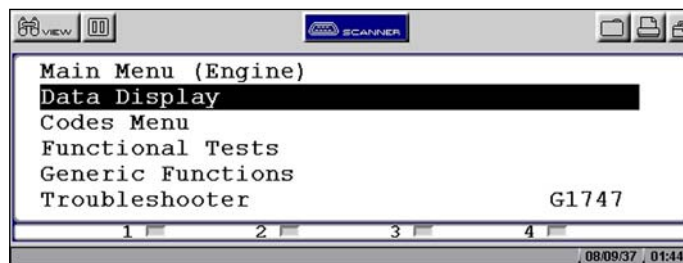 VIEW SCANNER
Main Menu (Engine)
Data Display
Codes Menu
Functional Tests
Generic Functions
Troubleshooter G1747
1 2 3 4
08/09/37 01:44